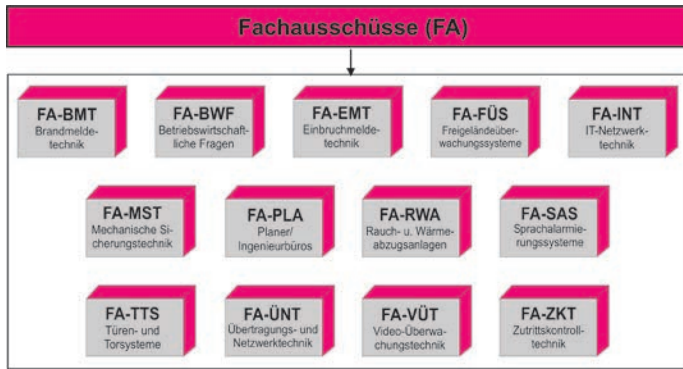 Fachausschüsse (FA)
FA-BMT
Brandmelde-
technik
FA-BWF
Betriebswirtschaft-
liche Fragen
FA-EMT
Einbruchmelde-
technik
FA-FÜS
Freigeländeüber-
wachungssysteme
FA-INT
IT-Netzwerk-
technik
FA-MST
Mechanische Si-
cherungstechnik
FA-PLA
Planer/
Ingenieurbüros
FA-RWA
Rauch- u. Wärme-
abzugsanlagen
FA-SAS
Sprachalarmie-
rungssysteme
FA-TTS
Türen- und
Torsysteme
FA-ÜNT
Übertragungs- und
Netzwerktechnik
FA-VÜT
Video-Überwa-
chungstechnik
FA-ZKT
Zutrittskontroll-
technik